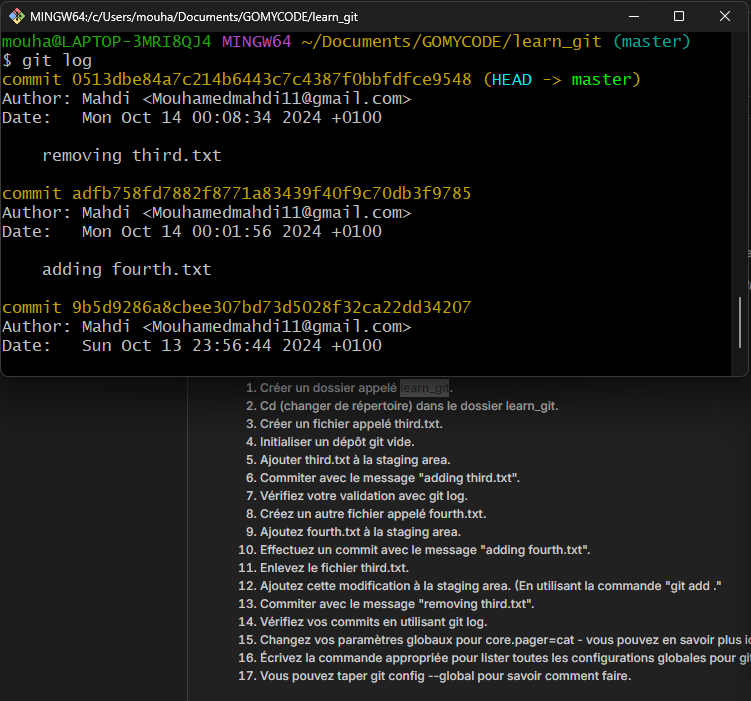 MINGW64:/c/Users/mouha/Documents/GOMYCODE/learn_git
mouha@LAPTOP-3MRI8QJ4 MINGW64 ~/Documents/GOMYCODE/learn_git (master)
$ git log
commit 0513dbe84a7c214b6443c7c4387f0bbfdfce9548 (HEAD -> master)
Author: Mahdi <Mouhamedmahdi11@gmail.com>
Date:   Mon Oct 14 00:08:34 2024 +0100
removing third.txt
commit adfb758fd7882f8771a83439f40f9c70db3f9785
Author: Mahdi <Mouhamedmahdi11@gmail.com>
Date:   Mon Oct 14 00:01:56 2024 +0100
adding fourth.txt
commit 9b5d9286a8cbee307bd73d5028f32ca22dd34207
Author: Mahdi <Mouhamedmahdi11@gmail.com>
Date:   Sun Oct 13 23:56:44 2024 +0100
1. Créer un dossier appelé learn_git.
2. Cd (changer de répertoire) dans le dossier learn_git.
3. Créer un fichier appelé third.txt.
4. Initialiser un dépôt git vide.
5. Ajouter third.txt à la staging area.
6. Commiter avec le message "adding third.txt".
7. Vérifiez votre validation avec git log.
8. Créez un autre fichier appelé fourth.txt.
9. Ajoutez fourth.txt à la staging area.
10. Effectuez un commit avec le message "adding fourth.txt".
11. Enlevez le fichier third.txt.
12. Ajoutez cette modification à la staging area. (En utilisant la commande "git add ."
13. Commiter avec le message "removing third.txt".
14. Vérifiez vos commits en utilisant git log.
15. Changez vos paramètres globaux pour core.pager=cat - vous pouvez en savoir plus
16. Écrivez la commande appropriée pour lister toutes les configurations globales pour
17. Vous pouvez taper git config --global pour savoir comment faire.